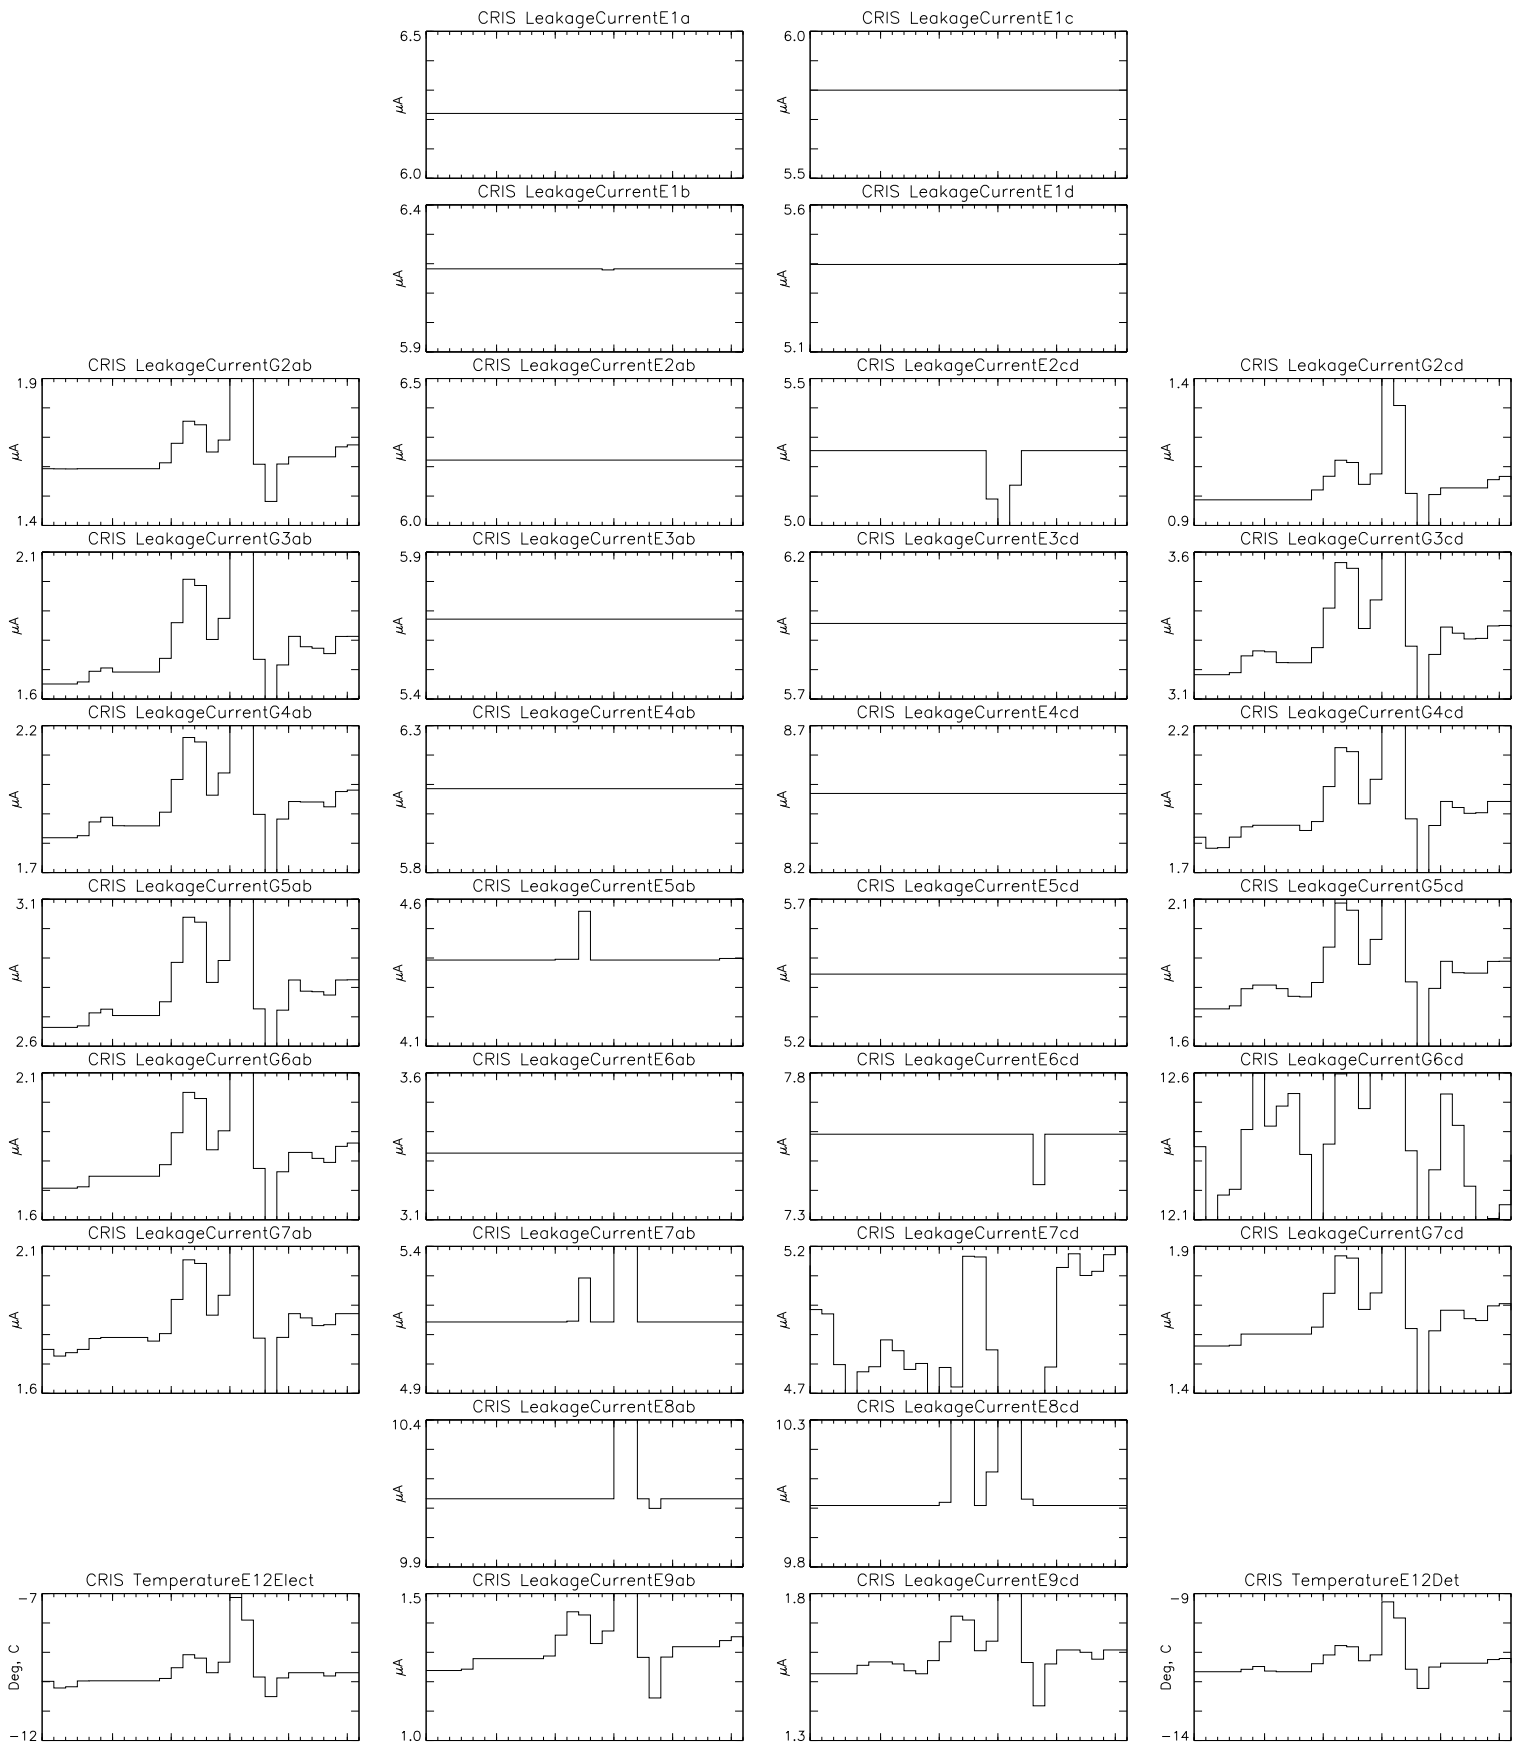 CRIS LeakageCurrentE1a
6.5
μA
6.0
CRIS LeakageCurrentE1c
6.0
μA
5.5
CRIS LeakageCurrentE1b
6.4
μA
5.9
CRIS LeakageCurrentE1d
5.6
μA
5.1
CRIS LeakageCurrentG2ab
1.9
μA
1.4
CRIS LeakageCurrentE2ab
6.5
μA
6.0
CRIS LeakageCurrentE2cd
5.5
μA
5.0
CRIS LeakageCurrentG2cd
1.4
μA
0.9
CRIS LeakageCurrentG3ab
2.1
μA
1.6
CRIS LeakageCurrentE3ab
5.9
μA
5.4
CRIS LeakageCurrentE3cd
6.2
μA
5.7
CRIS LeakageCurrentG3cd
3.6
μA
3.1
CRIS LeakageCurrentG4ab
2.2
μA
1.7
CRIS LeakageCurrentE4ab
6.3
μA
5.8
CRIS LeakageCurrentE4cd
8.7
μA
8.2
CRIS LeakageCurrentG4cd
2.2
μA
1.7
CRIS LeakageCurrentG5ab
3.1
μA
2.6
CRIS LeakageCurrentE5ab
4.6
μA
4.1
CRIS LeakageCurrentE5cd
5.7
μA
5.2
CRIS LeakageCurrentG5cd
2.1
μA
1.6
CRIS LeakageCurrentG6ab
2.1
μA
1.6
CRIS LeakageCurrentE6ab
3.6
μA
3.1
CRIS LeakageCurrentE6cd
7.8
μA
7.3
CRIS LeakageCurrentG6cd
12.6
μA
12.1
CRIS LeakageCurrentG7ab
2.1
μA
1.6
CRIS LeakageCurrentE7ab
5.4
μA
4.9
CRIS LeakageCurrentE7cd
5.2
μA
4.7
CRIS LeakageCurrentG7cd
1.9
μA
1.4
CRIS LeakageCurrentE8ab
10.4
μA
9.9
CRIS LeakageCurrentE8cd
10.3
μA
9.8
CRIS TemperatureE12Elect
-7
Deg, C
-12
CRIS LeakageCurrentE9ab
1.5
μA
1.0
CRIS LeakageCurrentE9cd
1.8
μA
1.3
CRIS TemperatureE12Det
-9
Deg, C
-14